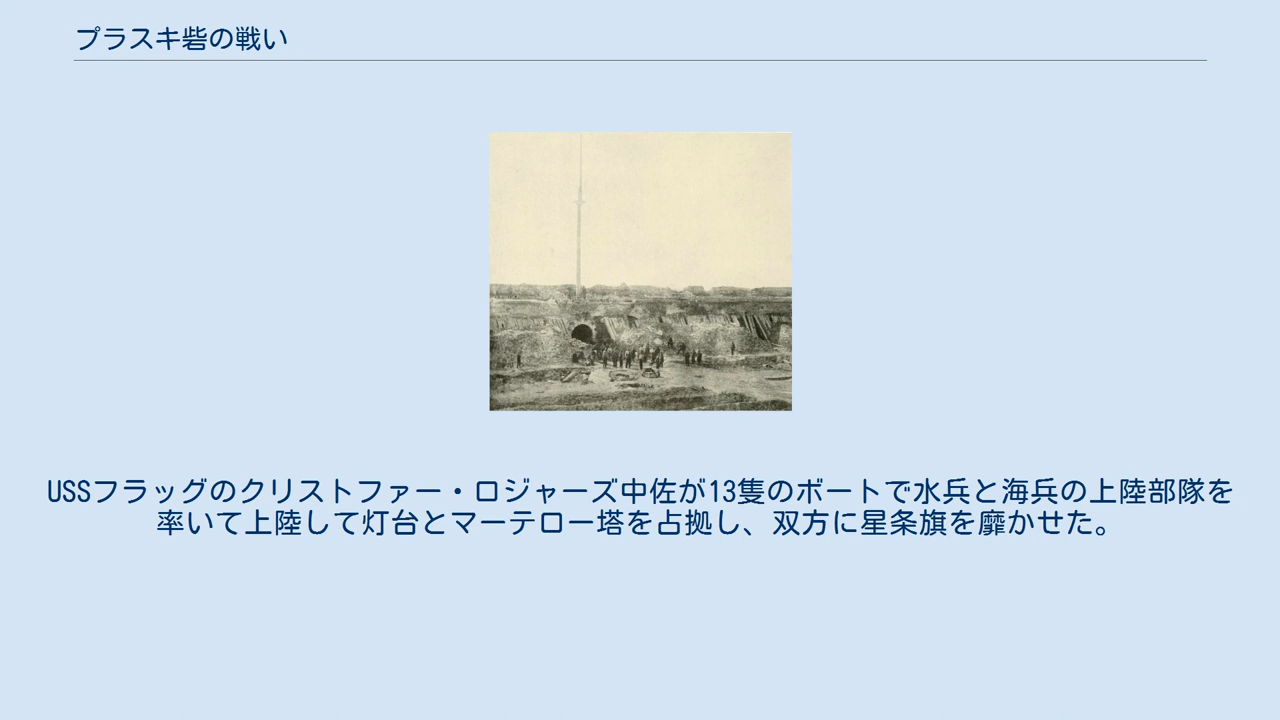 プラスキ砦の戦い
USSフラッグのクリストファー・ロジャーズ中佐が13隻のボートで水兵と海兵の上陸部隊を
率いて上陸して灯台とマーテロー塔を占拠し、双方に星条旗を靡かせた。